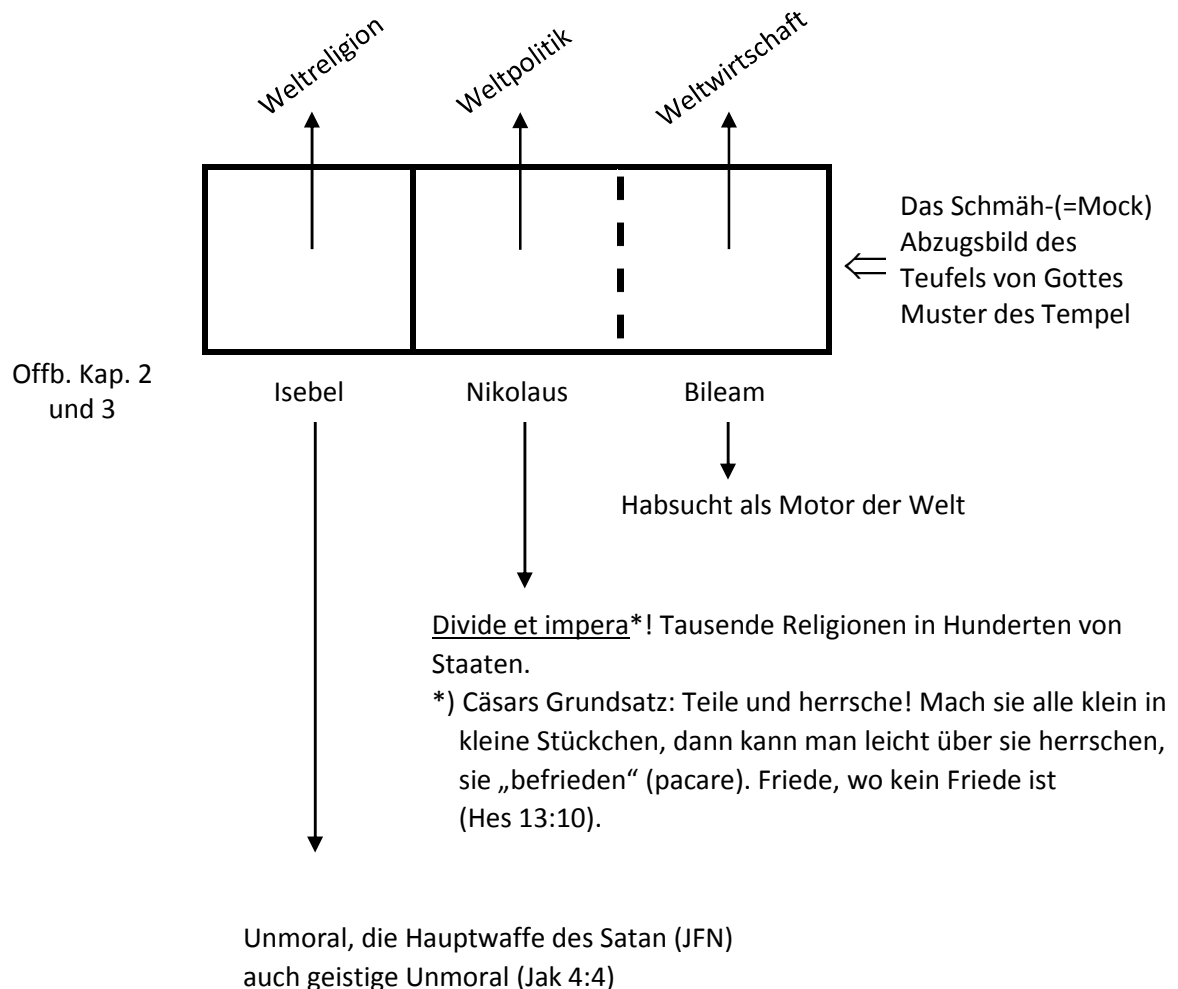 Weltreligion
Weltpolitik
Weltwirtschaft
Das Schmäh-(=Mock)
Abzugsbild des
Teufels von Gottes
Muster des Tempel
Offb. Kap. 2
und 3
Isebel
Nikolaus
Bileam
Habsucht als Motor der Welt
Divide et impera*! Tausende Religionen in Hunderten von
Staaten.
*) Cäsars Grundsatz: Teile und herrsche! Mach sie alle klein in
kleine Stückchen, dann kann man leicht über sie herrschen,
sie „befrieden“ (pacare). Friede, wo kein Friede ist
(Hes 13:10).
Unmoral, die Hauptwaffe des Satan (JFN)
auch geistige Unmoral (Jak 4:4)